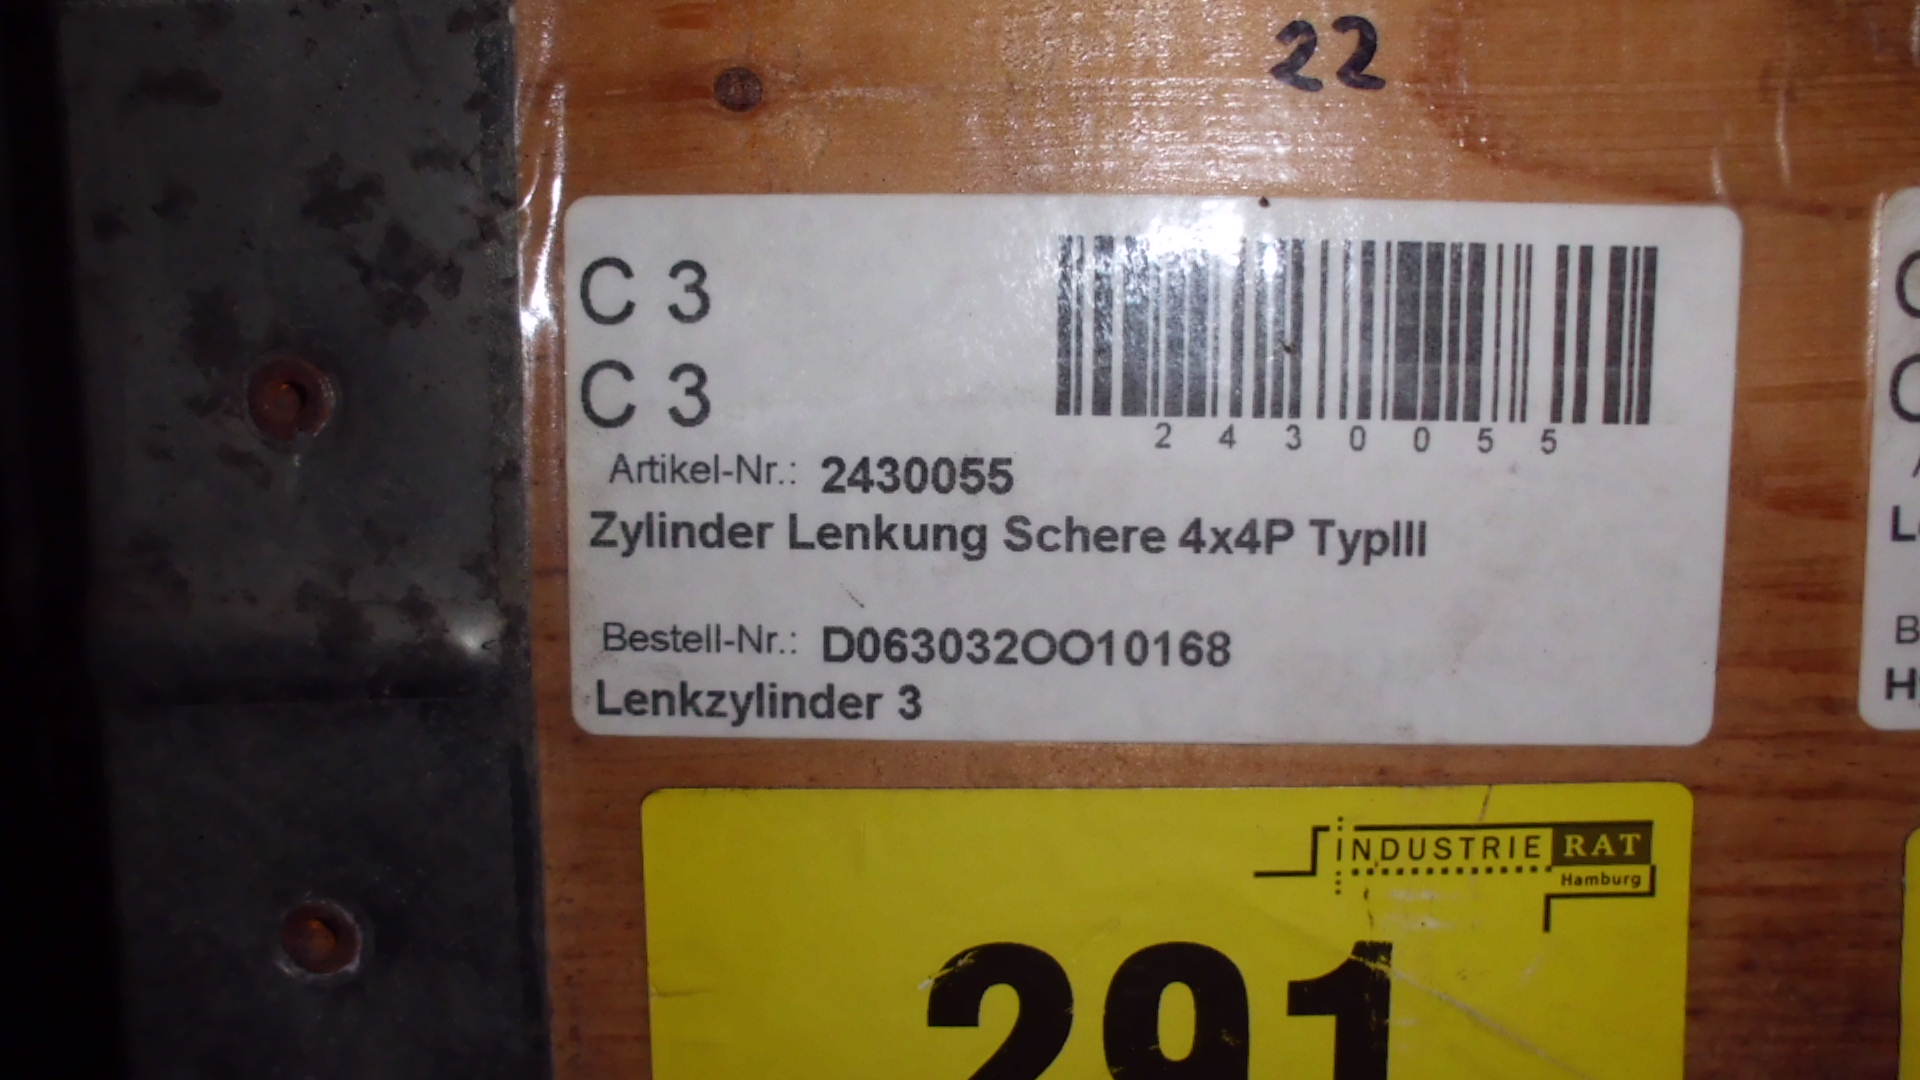 22
C 3
C 3
2 4 3 0 0 5 5
Artikel-Nr.: 2430055
Zylinder Lenkung Schere 4x4P TypIII
Bestell-Nr.: D063032OO10168
Lenkzylinder 3
INDUSTRIE RAT
Hamburg
291